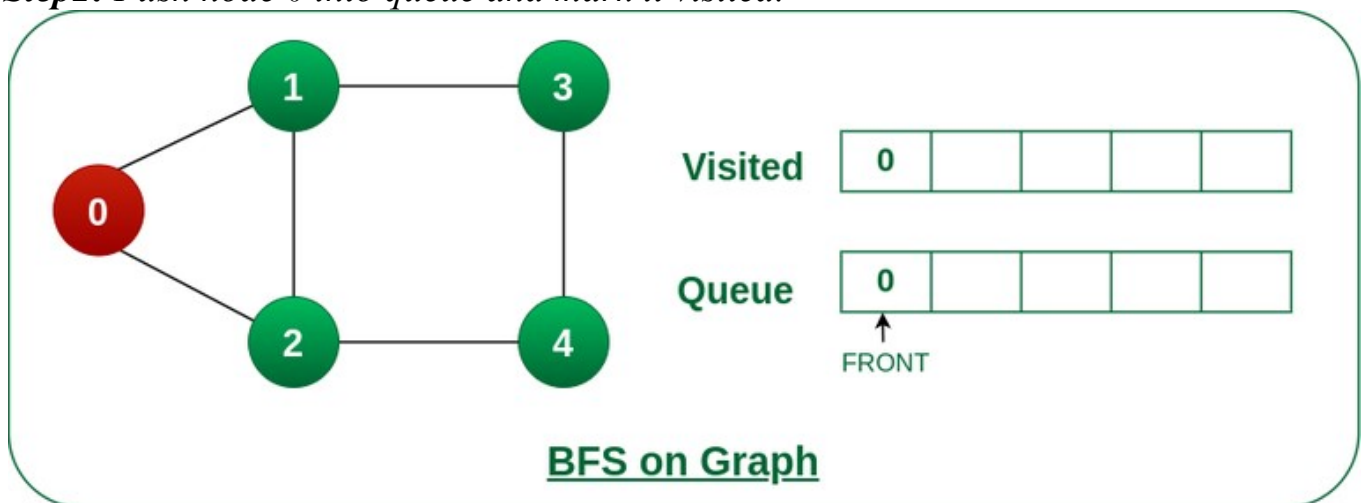 Step2: Push node 0 into queue and mark it visited.
1
3
Visited
0
0
Queue
0
2
4
FRONT
BFS on Graph